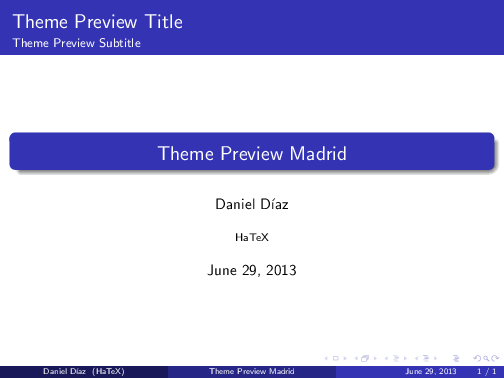 Theme Preview Title
Theme Preview Subtitle
Theme Preview Madrid
Daniel Díaz
HaTeX
June 29, 2013
Daniel Díaz (HaTeX) Theme Preview Madrid June 29, 2013 1 / 1